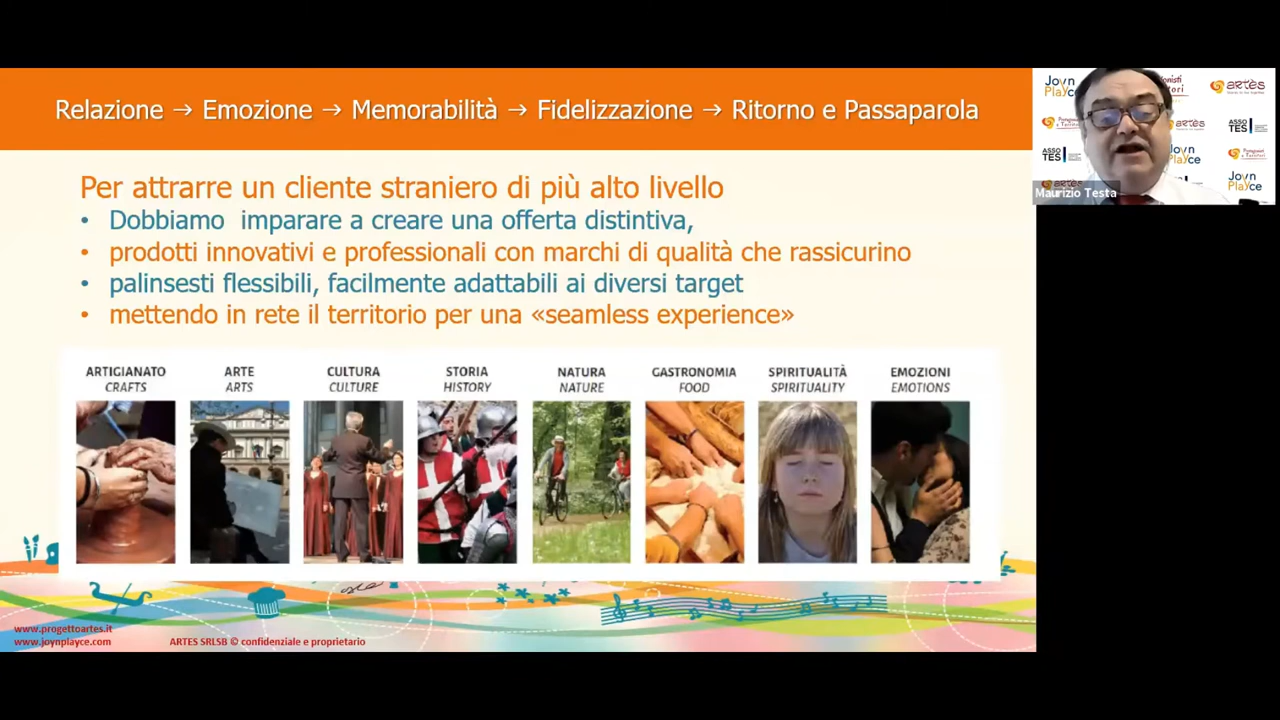 Relazione → Emozione → Memorabilità → Fidelizzazione → Ritorno e Passaparola
Per attrarre un cliente straniero di più alto livello
• Dobbiamo imparare a creare una offerta distintiva,
• prodotti innovativi e professionali con marchi di qualità che rassicurino
• palinsesti flessibili, facilmente adattabili ai diversi target
• mettendo in rete il territorio per una «seamless experience»
ARTIGIANATO
CRAFTS
ARTE
ARTS
CULTURA
CULTURE
STORIA
HISTORY
NATURA
NATURE
GASTRONOMIA
FOOD
SPIRITUALITÀ
SPIRITUALITY
EMOZIONI
EMOTIONS
www.progettoartes.it
www.joynplayce.com
ARTES SRLSB © confidenziale e proprietario
Joyn
Playce
artès
ASSO
TES
Joyn
Playce
Maurizio Testa